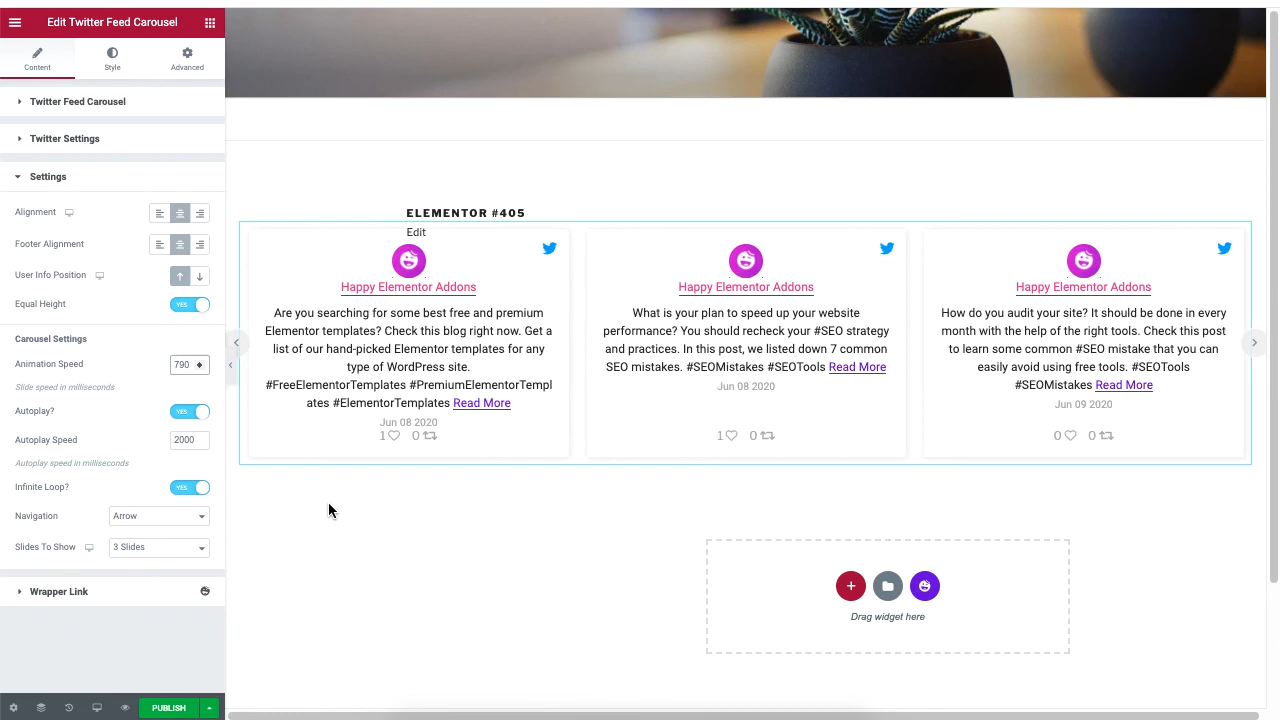 Edit Twitter Feed Carousel
Content
Style
Advanced
Twitter Feed Carousel
Twitter Settings
Settings
Alignment
Footer Alignment
User Info Position
Equal Height
YES
Carousel Settings
Animation Speed
790
Slide speed in milliseconds
Autoplay?
YES
Autoplay Speed
2000
Autoplay speed in milliseconds
Infinite Loop?
YES
Navigation
Arrow
Slides To Show
3 Slides
Wrapper Link
PUBLISH
ELEMENTOR #405
Edit
Happy Elementor Addons
Are you searching for some best free and premium
Elementor templates? Check this blog right now. Get a
list of our hand-picked Elementor templates for any
type of WordPress site.
#FreeElementorTemplates #PremiumElementorTempl
ates #ElementorTemplates Read More
Jun 08 2020
1 0
Happy Elementor Addons
What is your plan to speed up your website
performance? You should recheck your #SEO strategy
and practices. In this post, we listed down 7 common
SEO mistakes. #SEOMistakes #SEOTools Read More
Jun 08 2020
1 0
Happy Elementor Addons
How do you audit your site? It should be done in every
month with the help of the right tools. Check this post
to learn some common #SEO mistake that you can
easily avoid using free tools. #SEOTools
#SEOMistakes Read More
Jun 09 2020
0 0
Drag widget here